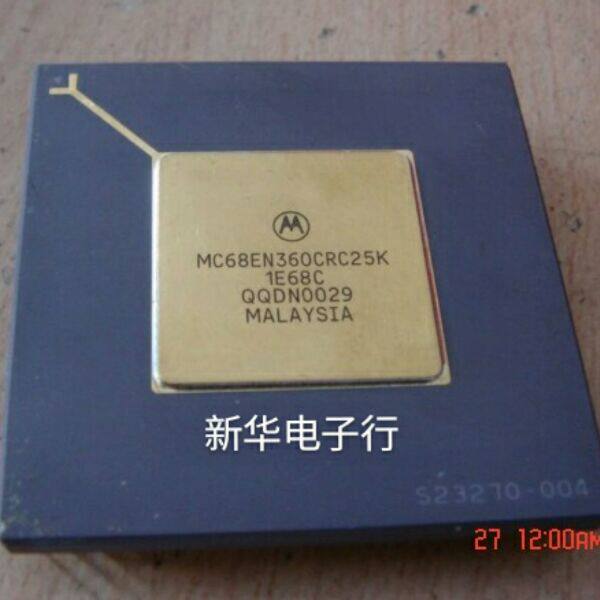 MC68EN360CRC25K
1E68C
QQDN0029
MALAYSIA
新华电子行
S23270-004
27 12:00AM